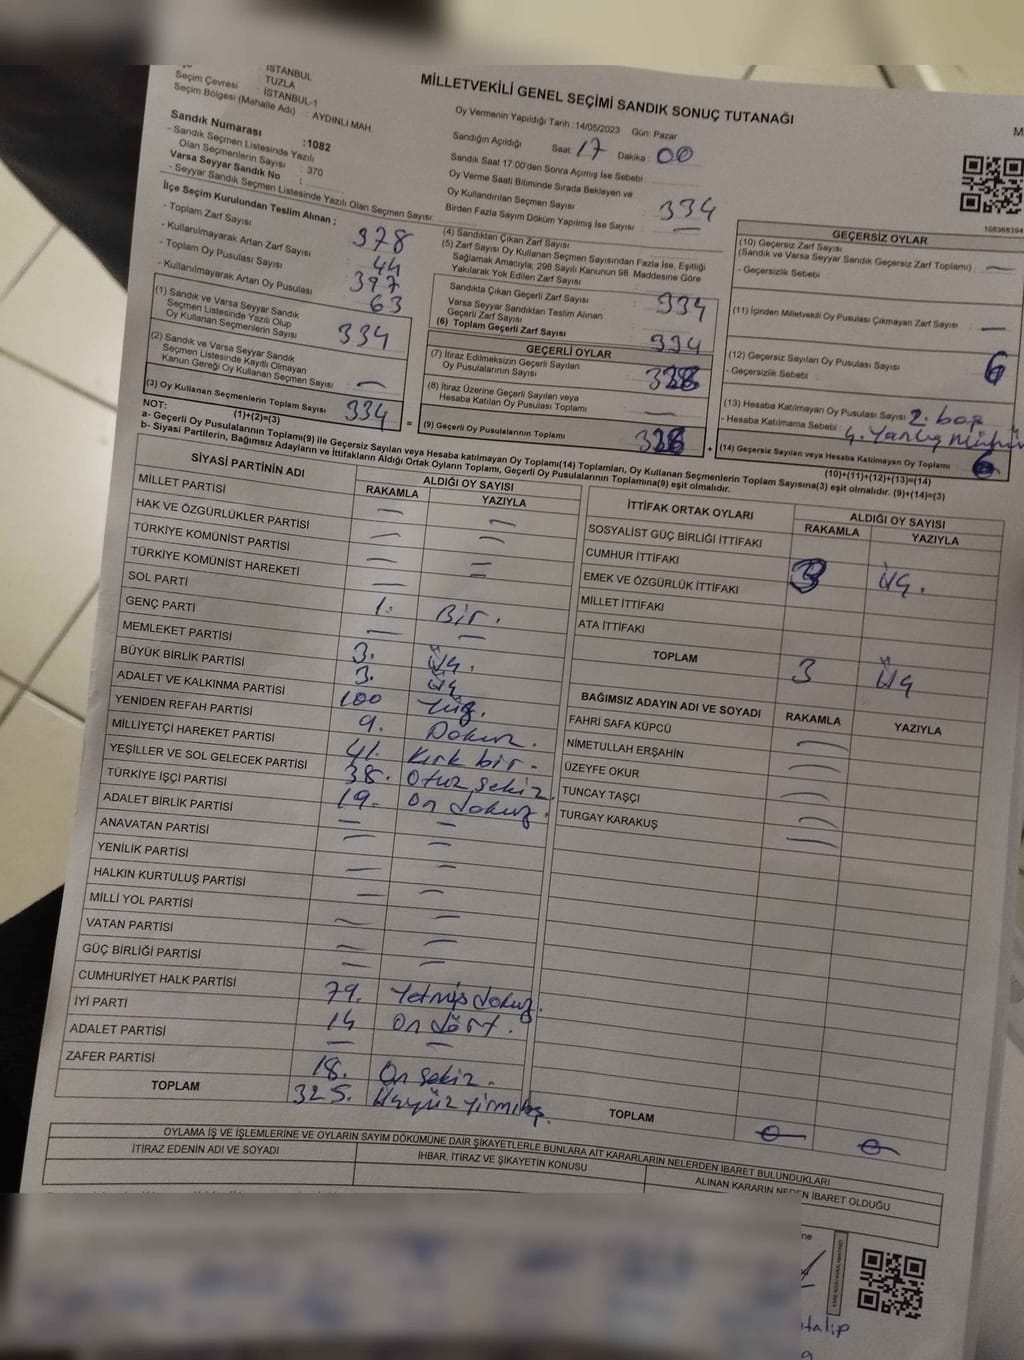 İSTANBUL
Seçim Çevresi : TUZLA
Seçim Bölgesi (Mahalle Adı) : İSTANBUL-1
: AYDINLI MAH.
MİLLETVEKİLİ GENEL SEÇİMİ SANDIK SONUÇ TUTANAĞI
Sandık Numarası :1082
- Sandık Seçmen Listesinde Yazılı
Olan Seçmenlerin Sayısı : 370
Varsa Seyyar Sandık No :
- Seyyar Sandık Seçmen Listesinde Yazılı Olan Seçmen Sayısı:
Oy Vermenin Yapıldığı Tarih :14/05/2023 Gün: Pazar
Sandığın Açıldığı Saat: 17 Dakika: 00
Sandık Saat 17:00'den Sonra Açımış İse Sebebi :
Oy Verme Saati Bitiminde Sırada Bekleyen ve
Oy Kullandırılan Seçmen Sayısı :
Birden Fazla Sayım Döküm Yapılmış İse Sayısı : —
334
108368394
İlçe Seçim Kurulundan Teslim Alınan ;
- Toplam Zarf Sayısı 378
- Kullanılmayarak Artan Zarf Sayısı 44
- Toplam Oy Pusulası Sayısı 397
- Kullanılmayarak Artan Oy Pusulası 63
(1) Sandık ve Varsa Seyyar Sandık
Seçmen Listesinde Yazılı Olup
Oy Kullanan Seçmenlerin Sayısı 334
(2) Sandık ve Varsa Seyyar Sandık
Seçmen Listesinde Kayıtlı Olmayan
Kanun Gereği Oy Kullanan Seçmen Sayısı —
(3) Oy Kullanan Seçmenlerin Toplam Sayısı 334
(1)+(2)=(3)
(4) Sandıktan Çıkan Zarf Sayısı
(5) Zarf Sayısı Oy Kullanan Seçmen Sayısından Fazla İse, Eşitliği
Sağlamak Amacıyla, 298 Sayılı Kanunun 98. Maddesine Göre
Yakılarak Yok Edilen Zarf Sayısı :
Sandıkta Çıkan Geçerli Zarf Sayısı : 334
Varsa Seyyar Sandıktan Teslim Alınan
Geçerli Zarf Sayısı :
(6) Toplam Geçerli Zarf Sayısı : 334
GEÇERLİ OYLAR
(7) İtiraz Edilmeksizin Geçerli Sayılan
Oy Pusulalarının Sayısı : 328
(8) İtiraz Üzerine Geçerli Sayılan veya
Hesaba Katılan Oy Pusulası Toplamı : —
(9) Geçerli Oy Pusulalarının Toplamı 328
GEÇERSİZ OYLAR
(10) Geçersiz Zarf Sayısı
(Sandık ve Varsa Seyyar Sandık Geçersiz Zarf Toplamı) : —
- Geçersizlik Sebebi :
(11) İçinden Milletvekili Oy Pusulası Çıkmayan Zarf Sayısı : —
(12) Geçersiz Sayılan Oy Pusulası Sayısı : 6
- Geçersizlik Sebebi
(13) Hesaba Katılmayan Oy Pusulası Sayısı : 2. boş
- Hesaba Katılmama Sebebi : 4. Yanlış Mühür
(14) Geçersiz Sayılan veya Hesaba Katılmayan Oy Toplamı 6
(10)+(11)+(12)+(13)=(14)
NOT:
a- Geçerli Oy Pusulaları Toplamı(9) ile Geçersiz Sayılan veya Hesaba katılmayan Oy Toplamı(14) Toplamları, Oy Kullanan Seçmenlerin Toplam Sayısına(3) eşit olmalıdır. (9)+(14)=(3)
b- Siyasi Partilerin, Bağımsız Adayların ve İttifakların Aldığı Ortak Oyların Toplamı, Geçerli Oy Pusulalarının Toplamına(9) eşit olmalıdır.
SİYASİ PARTİNİN ADI ALDIĞI OY SAYISI
RAKAMLA YAZIYLA
MİLLET PARTİSİ — —
HAK VE ÖZGÜRLÜKLER PARTİSİ — —
TÜRKİYE KOMÜNİST PARTİSİ — —
TÜRKİYE KOMÜNİST HAREKETİ — —
SOL PARTİ 1. Bir.
GENÇ PARTİ — —
MEMLEKET PARTİSİ 3. Üç.
BÜYÜK BİRLİK PARTİSİ 3. Üç
ADALET VE KALKINMA PARTİSİ 100 Yüz.
YENİDEN REFAH PARTİSİ 9. Dokuz.
MİLLİYETÇİ HAREKET PARTİSİ 41. Kırk bir.
YEŞİLLER VE SOL GELECEK PARTİSİ 38. Otuz sekiz.
TÜRKİYE İŞÇİ PARTİSİ 19. On dokuz.
ADALET BİRLİK PARTİSİ — —
ANAVATAN PARTİSİ — —
YENİLİK PARTİSİ — —
HALKIN KURTULUŞ PARTİSİ — —
MİLLİ YOL PARTİSİ — —
VATAN PARTİSİ — —
GÜÇ BİRLİĞİ PARTİSİ — —
CUMHURİYET HALK PARTİSİ 79. Yetmiş dokuz.
İYİ PARTİ 14 On dört.
ADALET PARTİSİ — —
ZAFER PARTİSİ 18. On sekiz.
TOPLAM 325. Üçyüz yirmibeş.
İTTİFAK ORTAK OYLARI ALDIĞI OY SAYISI
RAKAMLA YAZIYLA
SOSYALİST GÜÇ BİRLİĞİ İTTİFAKI
CUMHUR İTTİFAKI 3 Üç.
EMEK VE ÖZGÜRLÜK İTTİFAKI
MİLLET İTTİFAKI
ATA İTTİFAKI
TOPLAM 3 Üç
BAĞIMSIZ ADAYIN ADI VE SOYADI RAKAMLA YAZIYLA
FAHRİ SAFA KÜPCÜ —
NİMETULLAH ERŞAHİN —
ÜZEYFE OKUR —
TUNCAY TAŞÇI —
TURGAY KARAKUŞ —
TOPLAM 0 0
OYLAMA İŞ VE İŞLEMLERİNE VE OYLARIN SAYIM DÖKÜMÜNE DAİR ŞİKAYETLERLE BUNLARA AİT KARARLARIN NELERDEN İBARET BULUNDUKLARI
İTİRAZ EDENİN ADI VE SOYADI İHBAR, İTİRAZ VE ŞİKAYETİN KONUSU ALINAN KARARIN NEDEN İBARET OLDUĞU